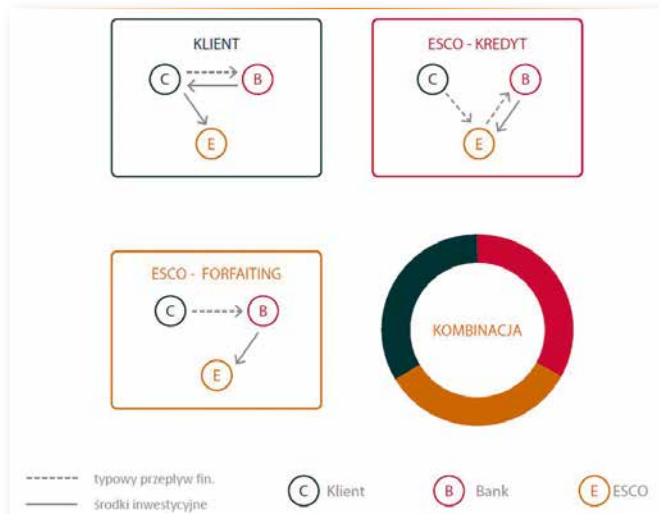 KLIENT
C
B
E
ESCO - KREDYT
C
B
E
ESCO - FORFAITING
C
B
E
KOMBINACJA
typowy przepływ fin.
środki inwestycyjne
C Klient
B Bank
E ESCO